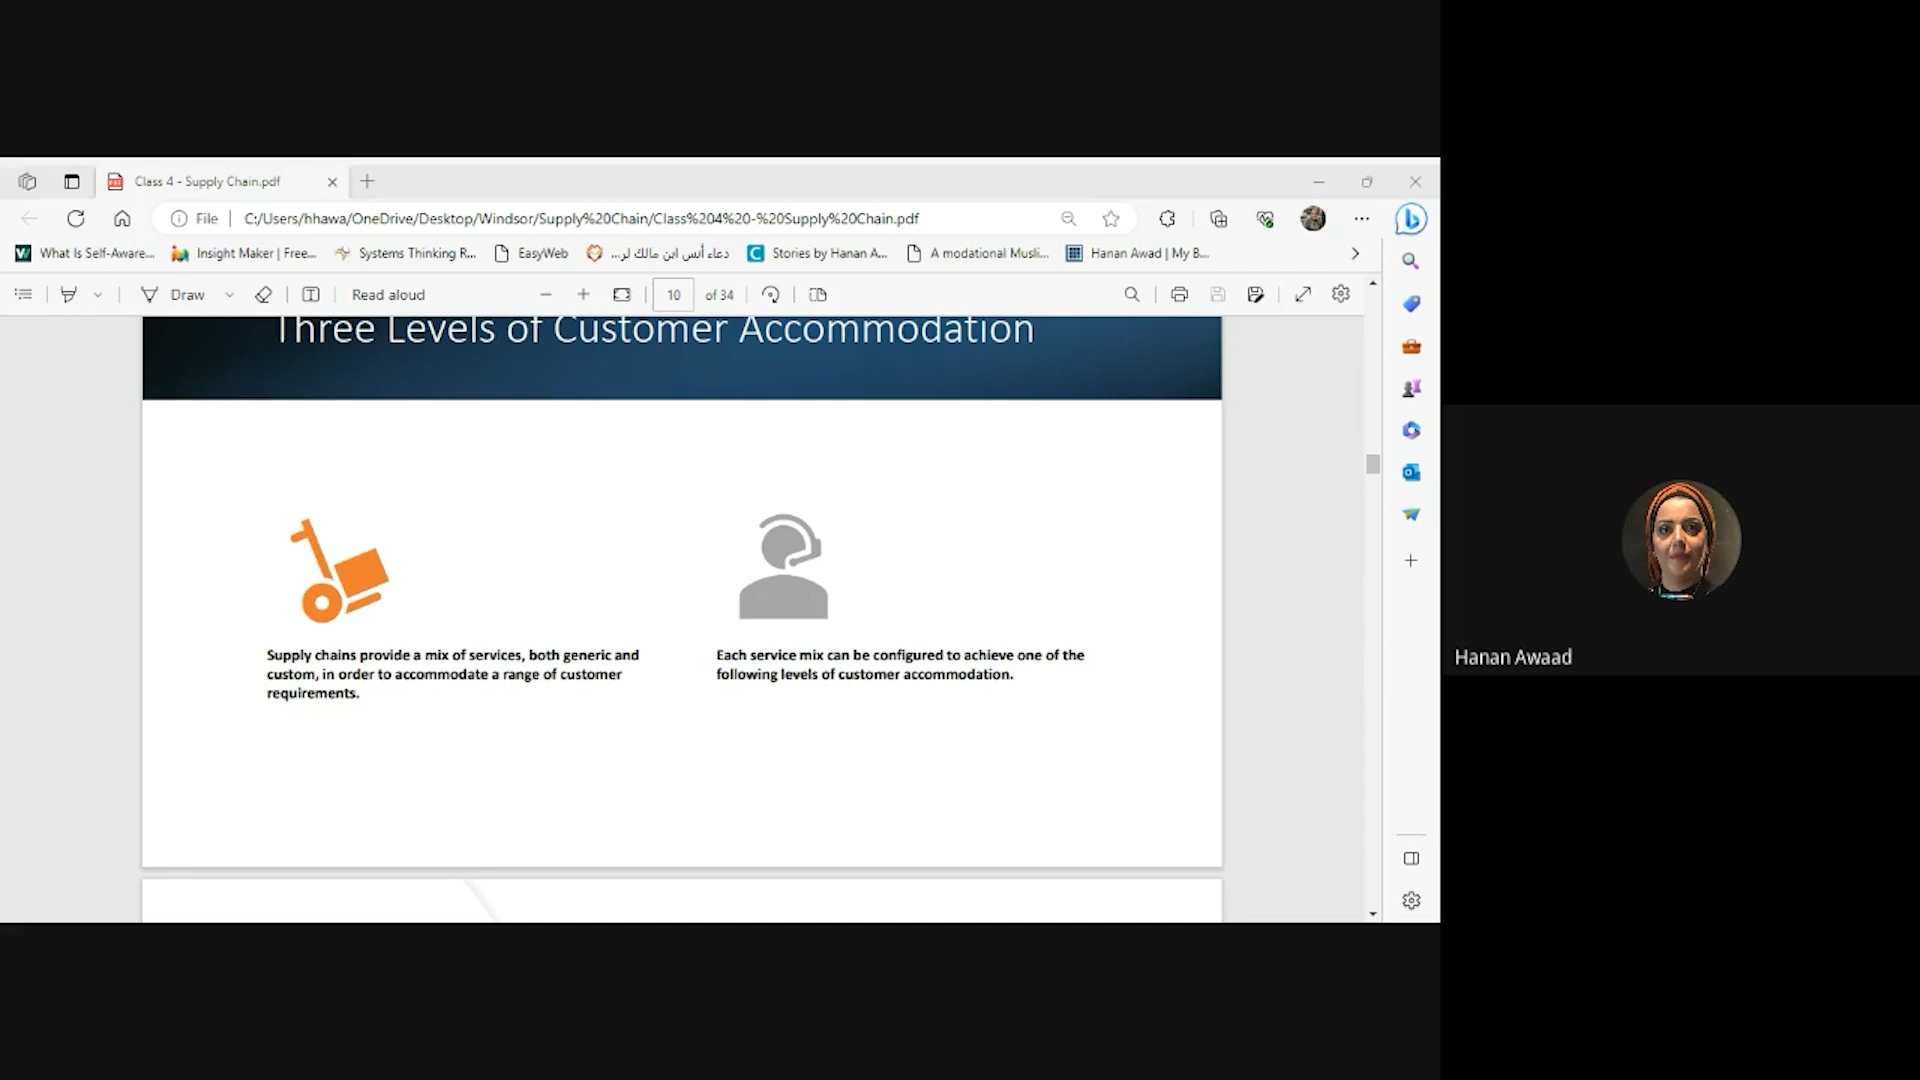 Class 4 - Supply Chain.pdf
File
C:/Users/hhawa/OneDrive/Desktop/Windsor/Supply%20Chain/Class%204%20-%20Supply%20Chain.pdf
What Is Self-Aware...
Insight Maker | Free...
Systems Thinking R...
EasyWeb
دعاء أنس ابن مالك لر...
Stories by Hanan A...
A modational Musli...
Hanan Awad | My B...
Draw
Read aloud
10 of 34
Three Levels of Customer Accommodation
Supply chains provide a mix of services, both generic and
custom, in order to accommodate a range of customer
requirements.
Each service mix can be configured to achieve one of the
following levels of customer accommodation.
Hanan Awaad